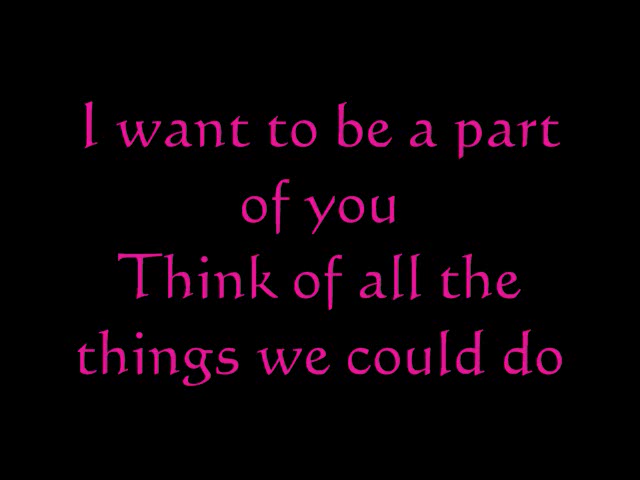 I want to be a part
of you
Think of all the
things we could do